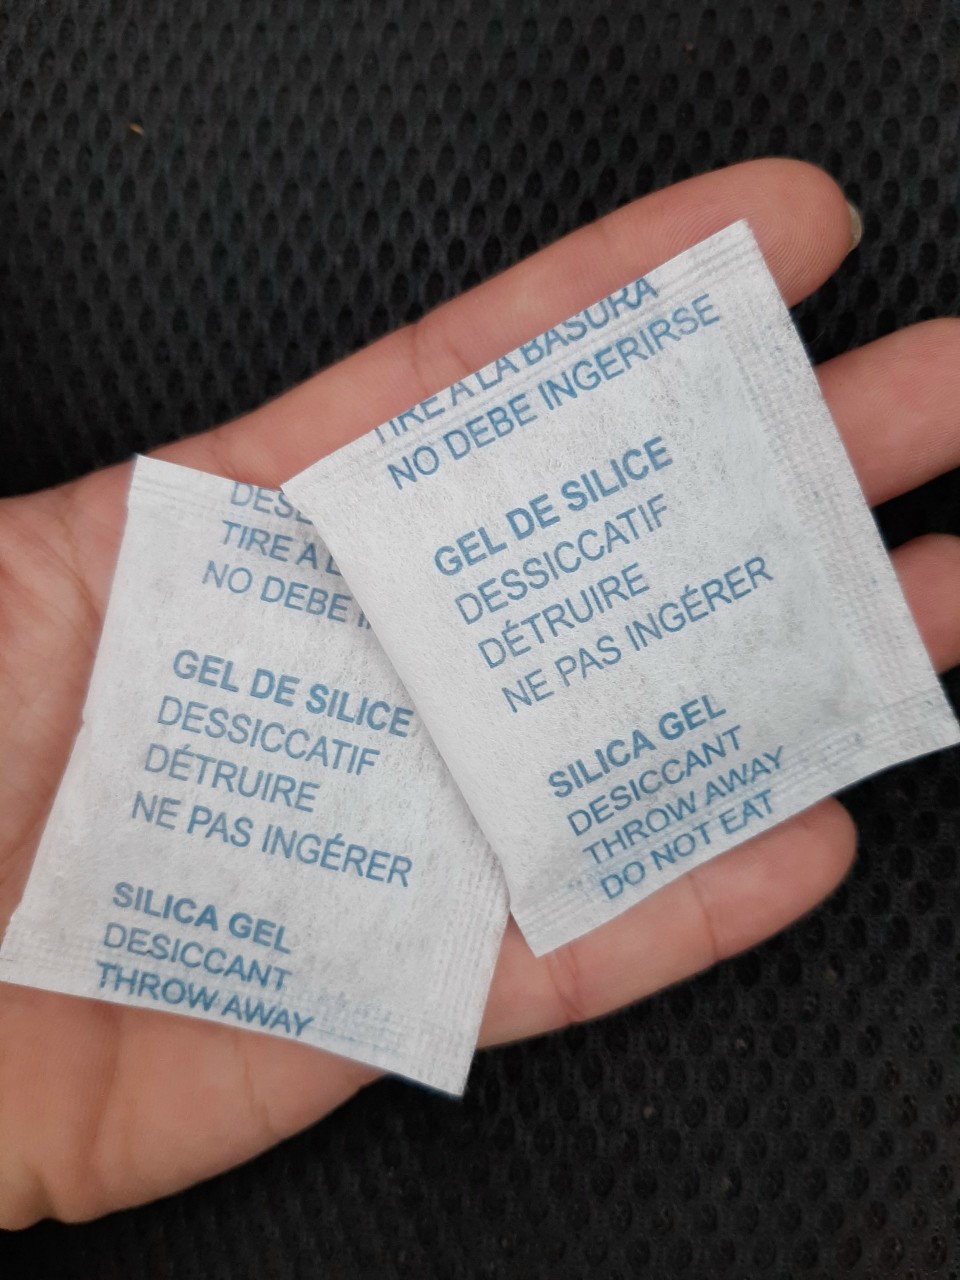 DESE
TIRE A L
NO DEBE I
GEL DE SILICE
DESSICCATIF
DÉTRUIRE
NE PAS INGÉRER
SILICA GEL
DESICCANT
THROW AWAY
TIRE A LA BASURA
NO DEBE INGERIRSE
GEL DE SILICE
DESSICCATIF
DÉTRUIRE
NE PAS INGÉRER
SILICA GEL
DESICCANT
THROW AWAY
DO NOT EAT